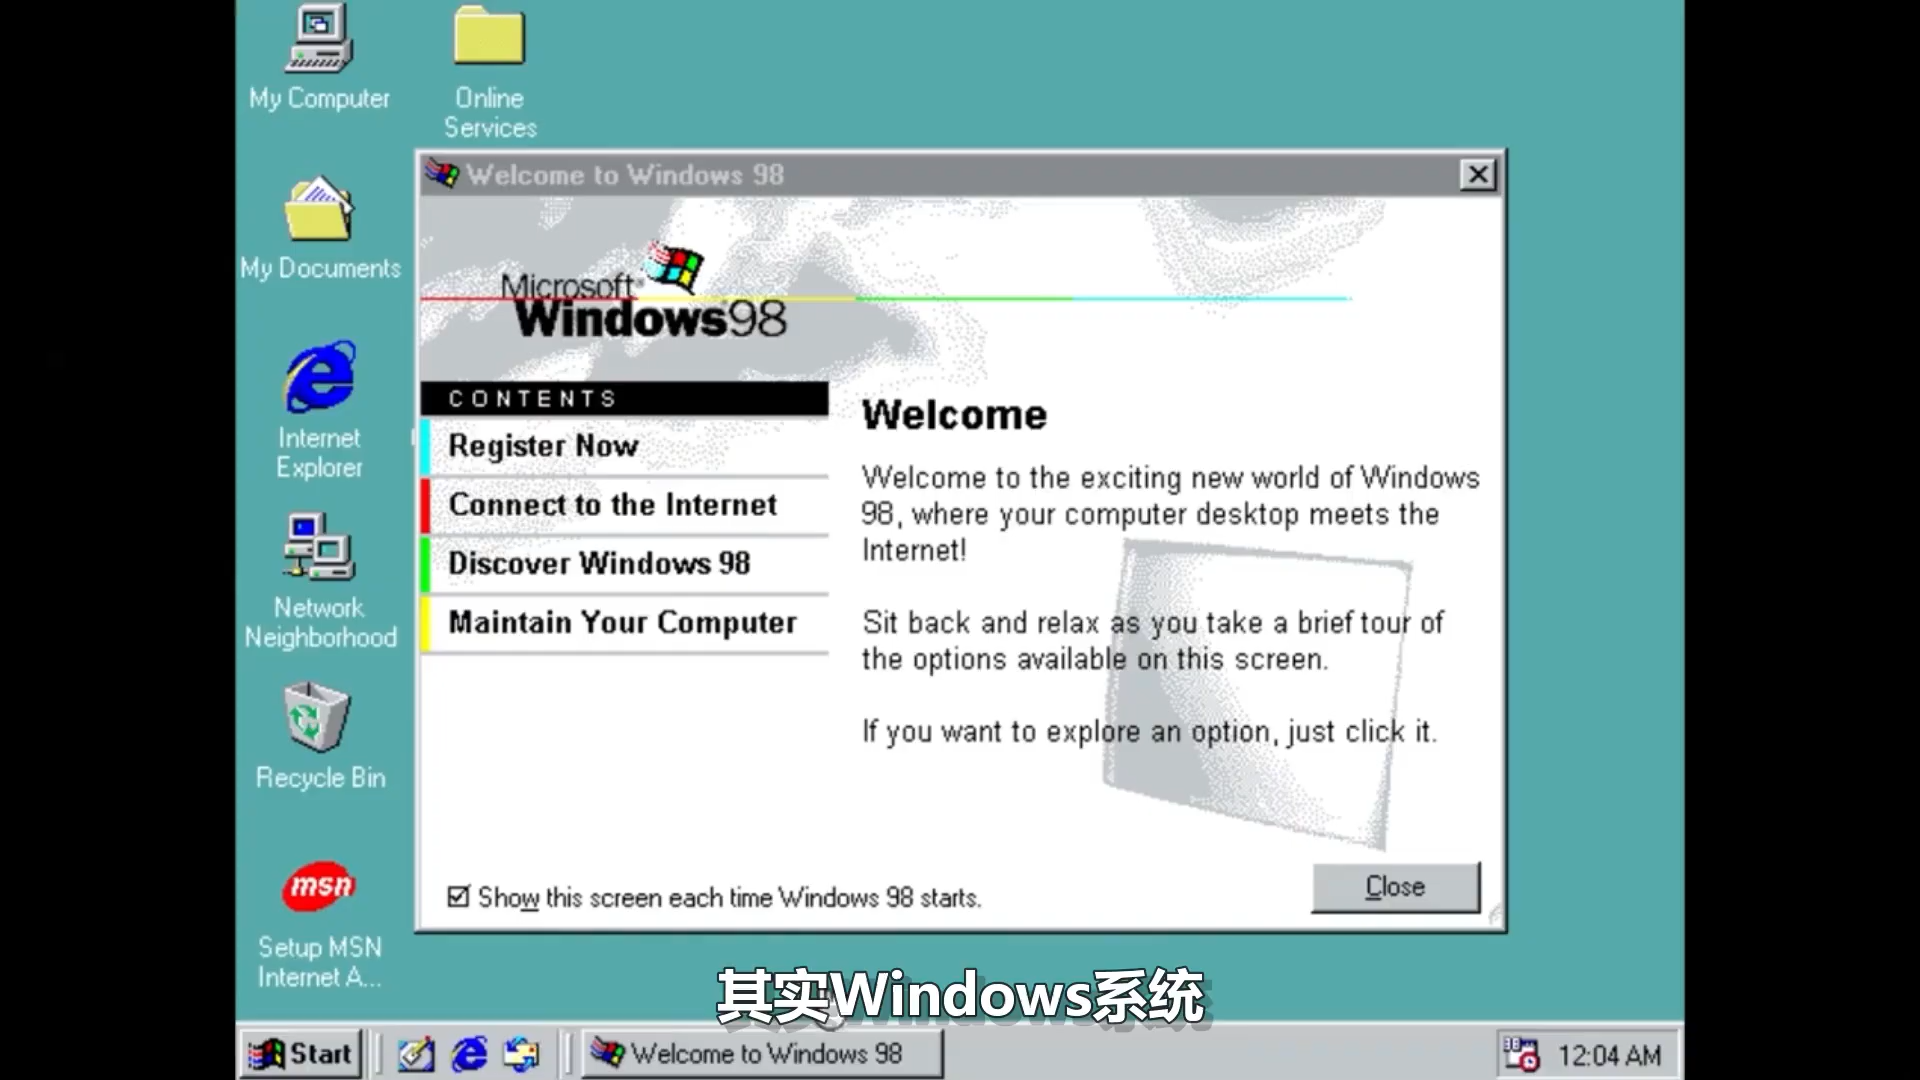 My Computer
Online
Services
My Documents
Internet
Explorer
Network
Neighborhood
Recycle Bin
msn
Setup MSN
Internet A...
Welcome to Windows 98
Microsoft
Windows 98
CONTENTS
Register Now
Connect to the Internet
Discover Windows 98
Maintain Your Computer
Welcome
Welcome to the exciting new world of Windows
98, where your computer desktop meets the
Internet!
Sit back and relax as you take a brief tour of
the options available on this screen.
If you want to explore an option, just click it.
Show this screen each time Windows 98 starts.
Close
其实Windows系统
Start
Welcome to Windows 98
12:04 AM